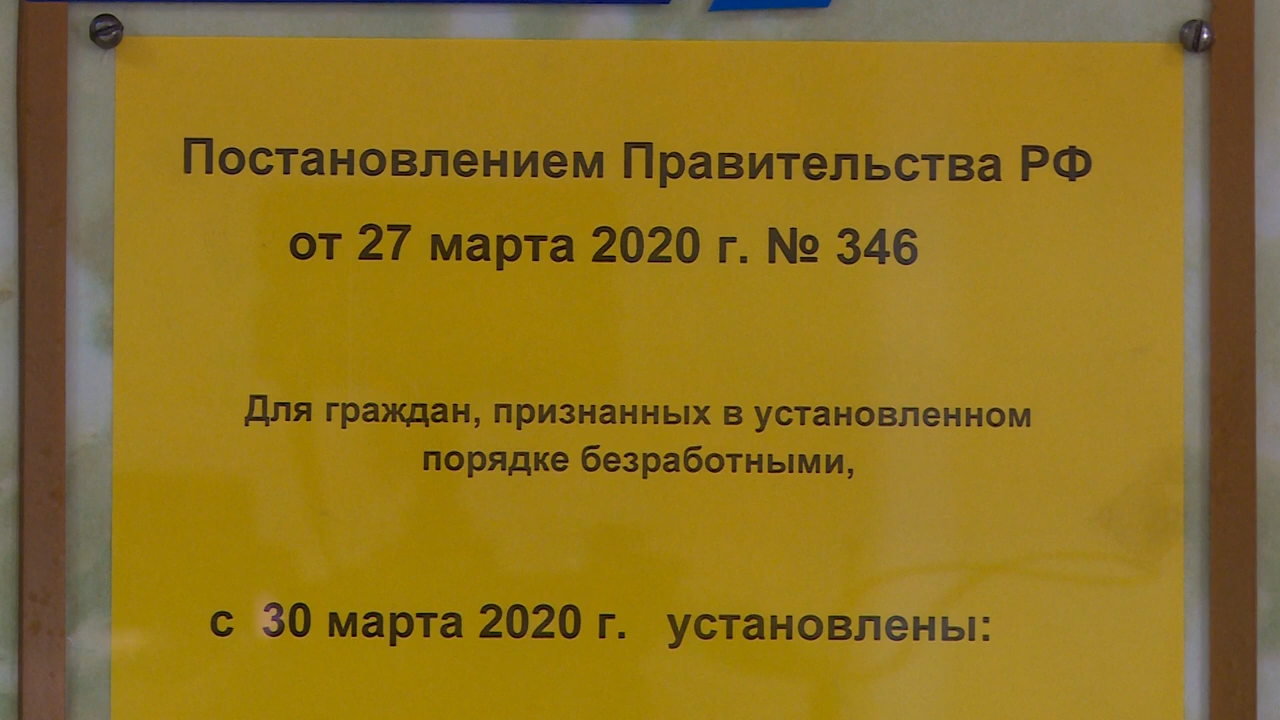 Постановлением Правительства РФ
от 27 марта 2020 г. № 346
Для граждан, признанных в установленном
порядке безработными,
с 30 марта 2020 г. установлены: